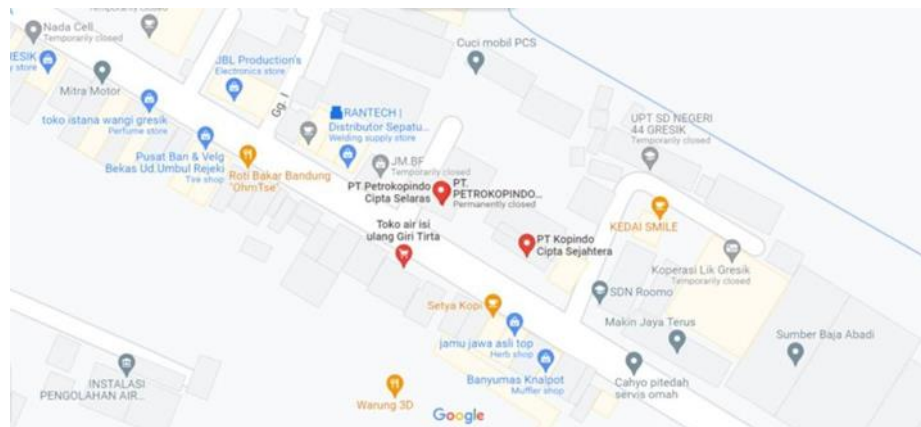 Nada Cell
Temporarily closed
ESIK
y store
Mitra Motor
toko istana wangi gresik
Perfume store
Pusat Ban & Velg
Bekas Ud.Umbul Rejeki
Tire shop
JBL Production's
Electronics store
Gg. I
RANTECH |
Distributor Sepatu...
Welding supply store
Roti Bakar Bandung
"OhmTse"
JM.BF
Temporarily closed
PT.Petrokopindo
Cipta Selaras
PT.
PETROKOPINDO...
Permanently closed
Toko air isi
ulang Giri Tirta
Cuci mobil PCS
UPT SD NEGERI
44 GRESIK
Temporarily closed
KEDAI SMILE
PT Kopindo
Cipta Sejahtera
Koperasi Lik Gresik
Temporarily closed
SDN Roomo
Makin Jaya Terus
Sumber Baja Abadi
Setya Kopi
jamu jawa asli top
Herb shop
Banyumas Knalpot
Muffler shop
Cahyo pitedah
servis omah
INSTALASI
PENGOLAHAN AIR...
Warung 3D
Google